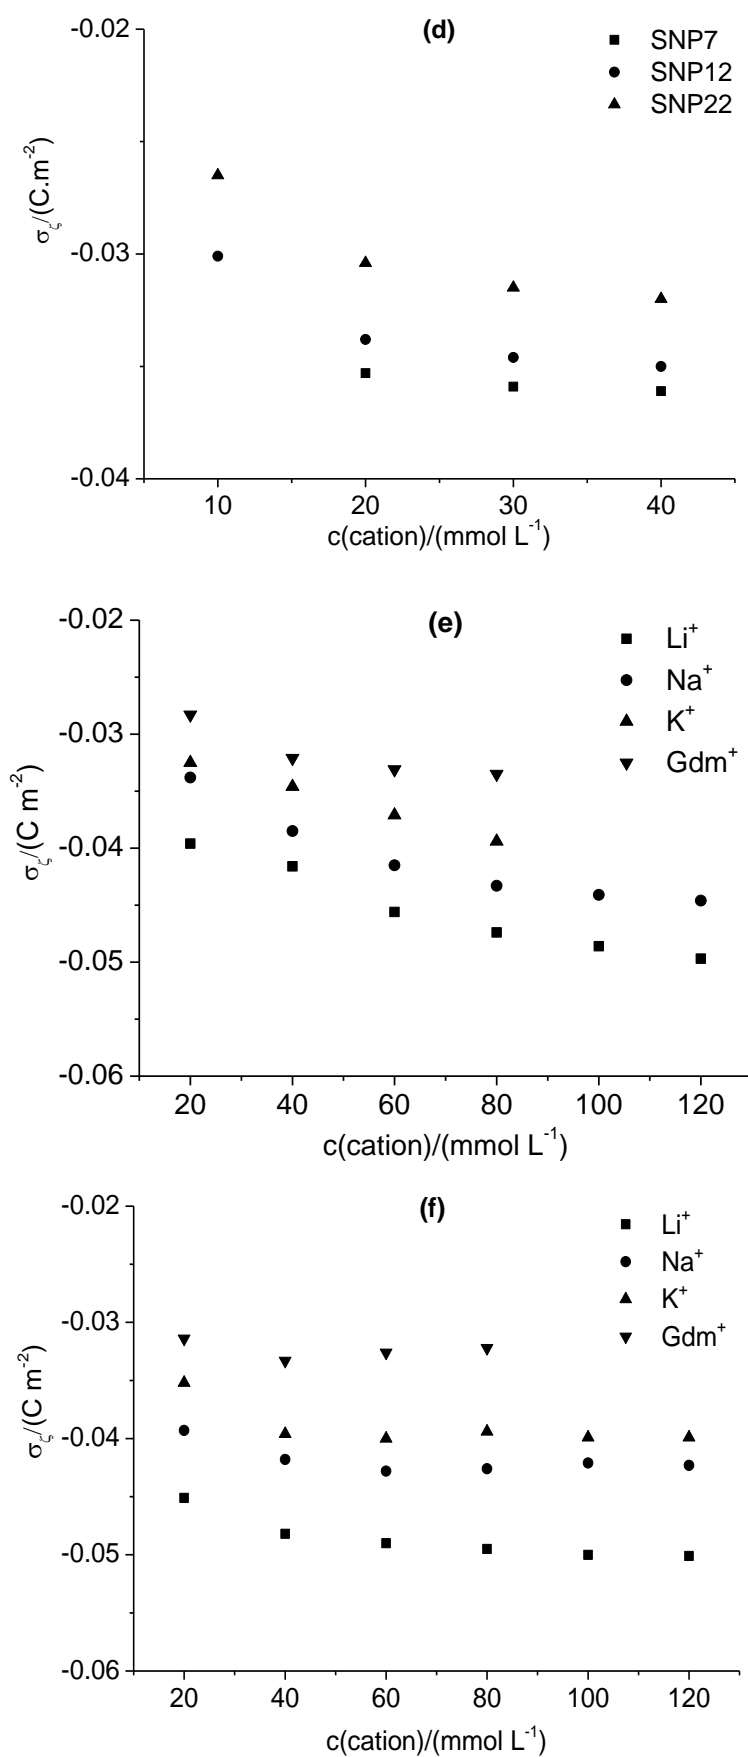 (d)
SNP7
SNP12
SNP22
-0.02
-0.03
-0.04
σζ/(C.m⁻²)
10 20 30 40
c(cation)/(mmol L⁻¹)
(e)
Li⁺
Na⁺
K⁺
Gdm⁺
-0.02
-0.03
-0.04
-0.05
-0.06
σζ/(C m⁻²)
20 40 60 80 100 120
c(cation)/(mmol L⁻¹)
(f)
Li⁺
Na⁺
K⁺
Gdm⁺
-0.02
-0.03
-0.04
-0.05
-0.06
σζ/(C m⁻²)
20 40 60 80 100 120
c(cation)/(mmol L⁻¹)